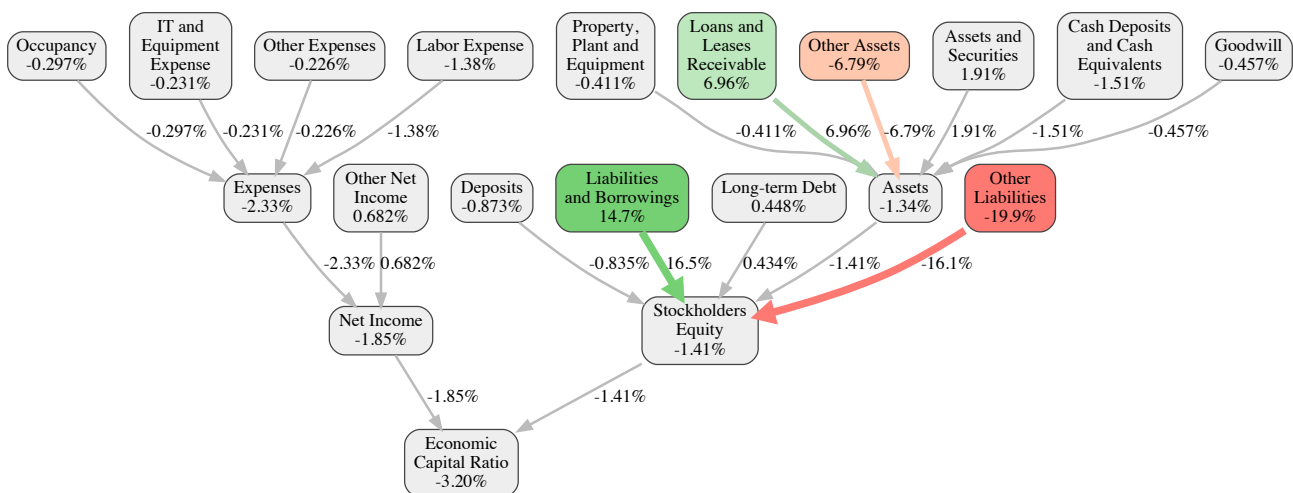 Occupancy
-0.297%
IT and
Equipment
Expense
-0.231%
Other Expenses
-0.226%
Labor Expense
-1.38%
Property,
Plant and
Equipment
-0.411%
Loans and
Leases
Receivable
6.96%
Other Assets
-6.79%
Assets and
Securities
1.91%
Cash Deposits
and Cash
Equivalents
-1.51%
Goodwill
-0.457%
-0.297%
-0.231%
-0.226%
-1.38%
-0.411%
6.96%
-6.79%
1.91%
-1.51%
-0.457%
Expenses
-2.33%
Other Net
Income
0.682%
Deposits
-0.873%
Liabilities
and Borrowings
14.7%
Long-term Debt
0.448%
Assets
-1.34%
Other
Liabilities
-19.9%
-2.33%
0.682%
-0.835%
16.5%
0.434%
-1.41%
-16.1%
Net Income
-1.85%
Stockholders
Equity
-1.41%
-1.85%
-1.41%
Economic
Capital Ratio
-3.20%